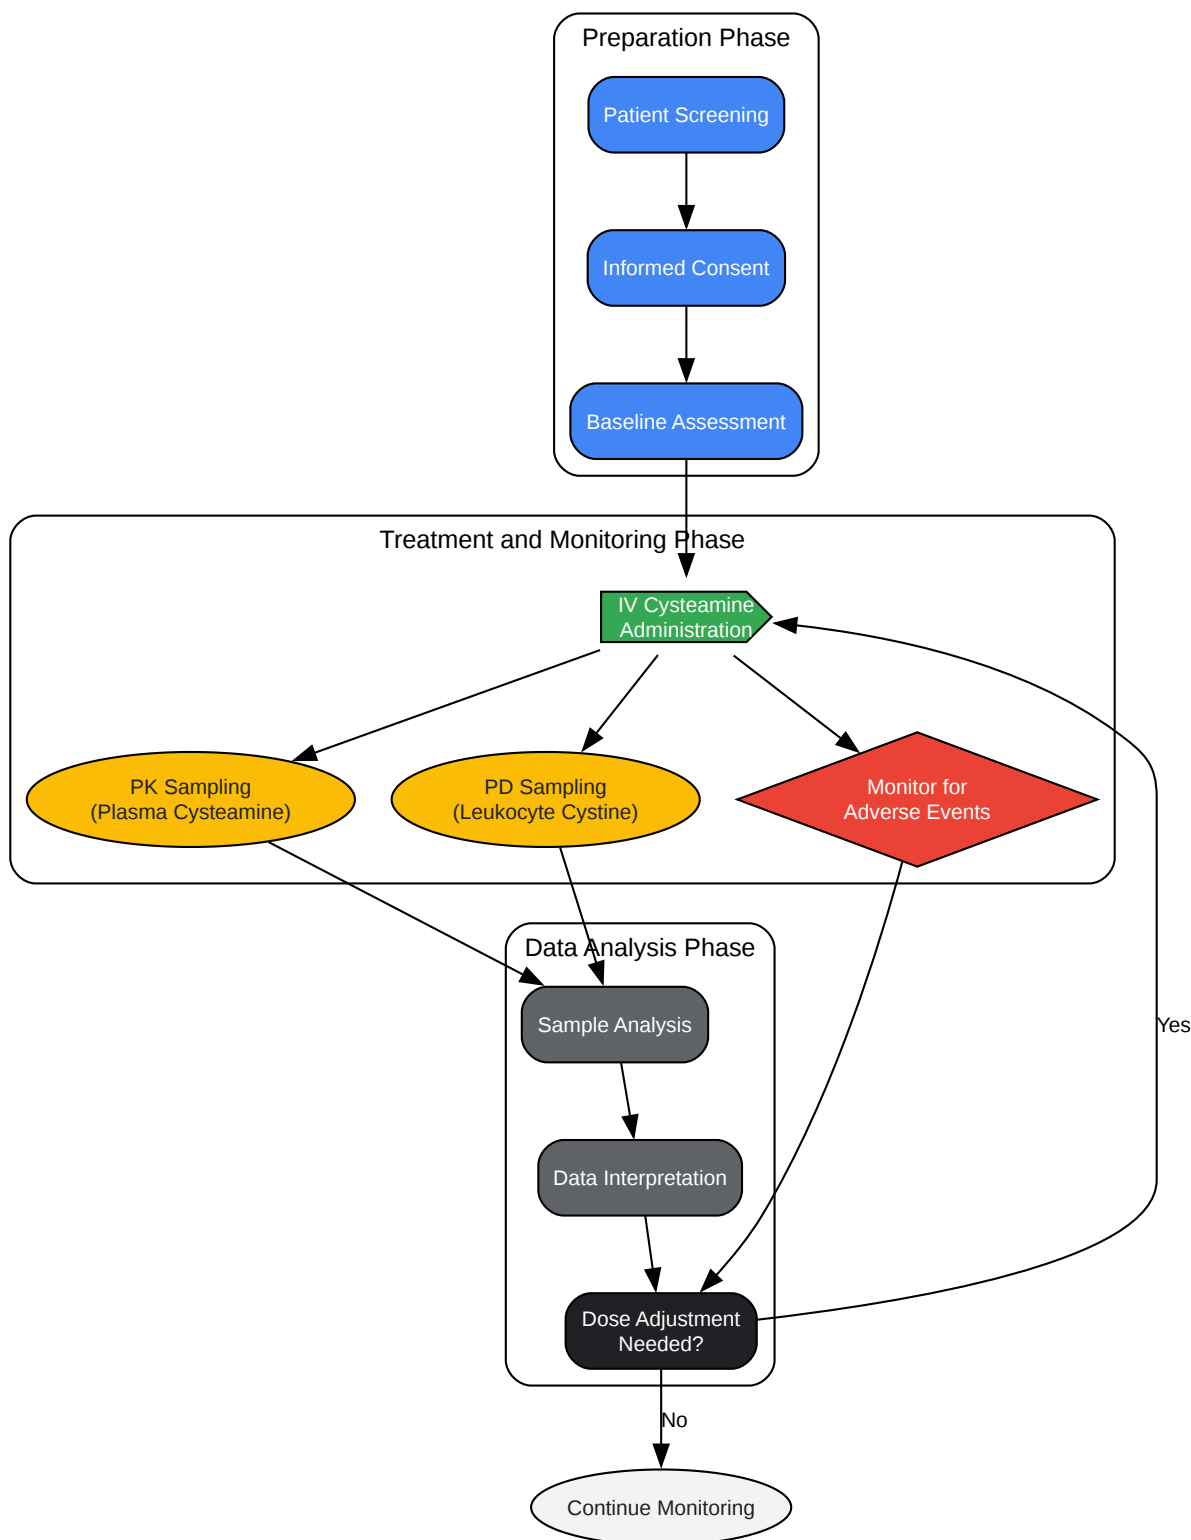 Preparation Phase
Patient Screening
Informed Consent
Baseline Assessment
Treatment and Monitoring Phase
IV Cysteamine
Administration
PK Sampling
(Plasma Cysteamine)
PD Sampling
(Leukocyte Cystine)
Monitor for
Adverse Events
Data Analysis Phase
Sample Analysis
Yes
Data Interpretation
Dose Adjustment
Needed?
No
Continue Monitoring